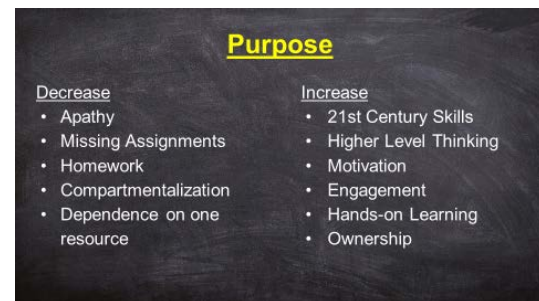 Purpose
Decrease
• Apathy
• Missing Assignments
• Homework
• Compartmentalization
• Dependence on one
resource
Increase
• 21st Century Skills
• Higher Level Thinking
• Motivation
• Engagement
• Hands-on Learning
• Ownership